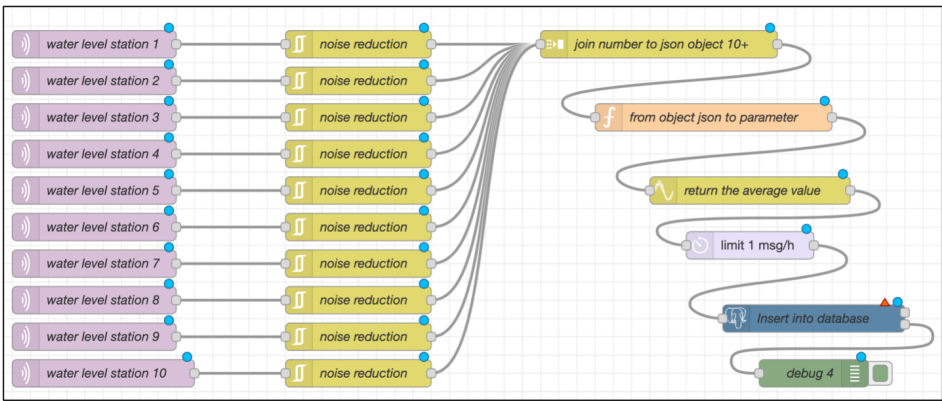 water level station 1
noise reduction
join number to json object 10+
water level station 2
noise reduction
water level station 3
noise reduction
from object json to parameter
water level station 4
noise reduction
water level station 5
noise reduction
return the average value
water level station 6
noise reduction
limit 1 msg/h
water level station 7
noise reduction
water level station 8
noise reduction
Insert into database
water level station 9
noise reduction
water level station 10
noise reduction
debug 4